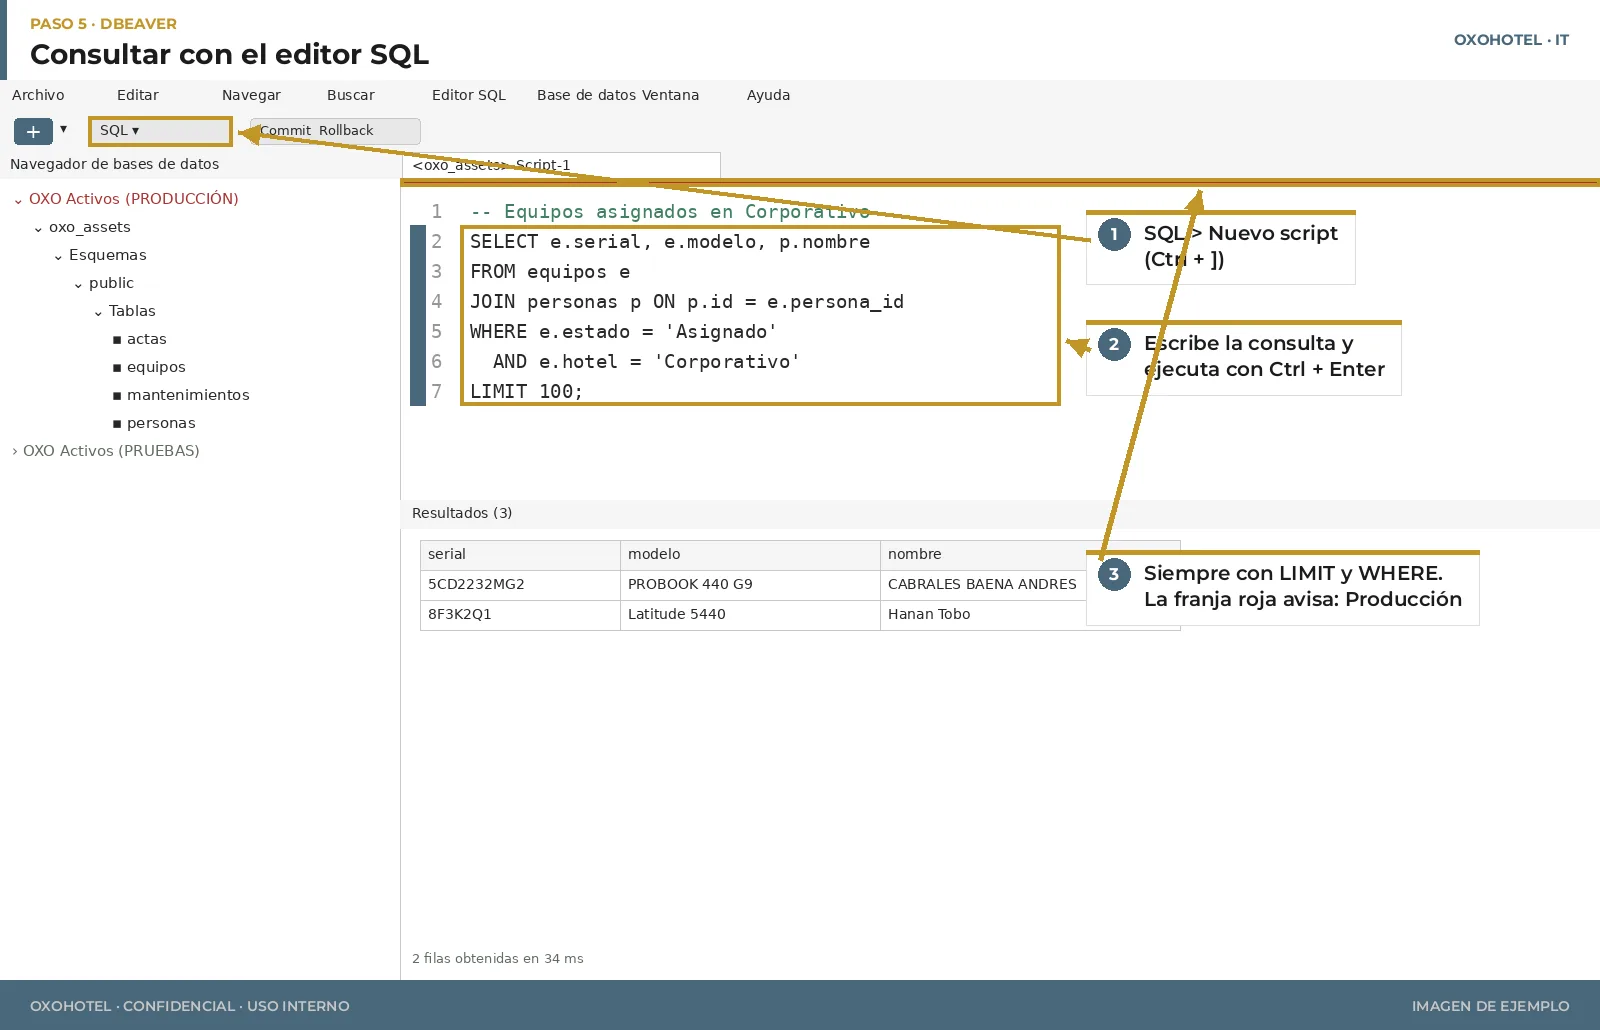 PASO 5 · DBEAVER
Consultar con el editor SQL
OXOHOTEL · IT
Archivo Editar Navegar Buscar Editor SQL Base de datos Ventana Ayuda
+ ▾ SQL ▾ Commit Rollback
Navegador de bases de datos
<oxo_assets> Script-1
⌄ OXO Activos (PRODUCCIÓN)
⌄ oxo_assets
⌄ Esquemas
⌄ public
⌄ Tablas
▪ actas
▪ equipos
▪ mantenimientos
▪ personas
› OXO Activos (PRUEBAS)
1 -- Equipos asignados en Corporativo
2 SELECT e.serial, e.modelo, p.nombre
3 FROM equipos e
4 JOIN personas p ON p.id = e.persona_id
5 WHERE e.estado = 'Asignado'
6 AND e.hotel = 'Corporativo'
7 LIMIT 100;
1 SQL > Nuevo script
(Ctrl + ])
2 Escribe la consulta y
ejecuta con Ctrl + Enter
Resultados (3)
serial modelo nombre
5CD2232MG2 PROBOOK 440 G9 CABRALES BAENA ANDRES
8F3K2Q1 Latitude 5440 Hanan Tobo
3 Siempre con LIMIT y WHERE.
La franja roja avisa: Producción
2 filas obtenidas en 34 ms
OXOHOTEL · CONFIDENCIAL · USO INTERNO
IMAGEN DE EJEMPLO